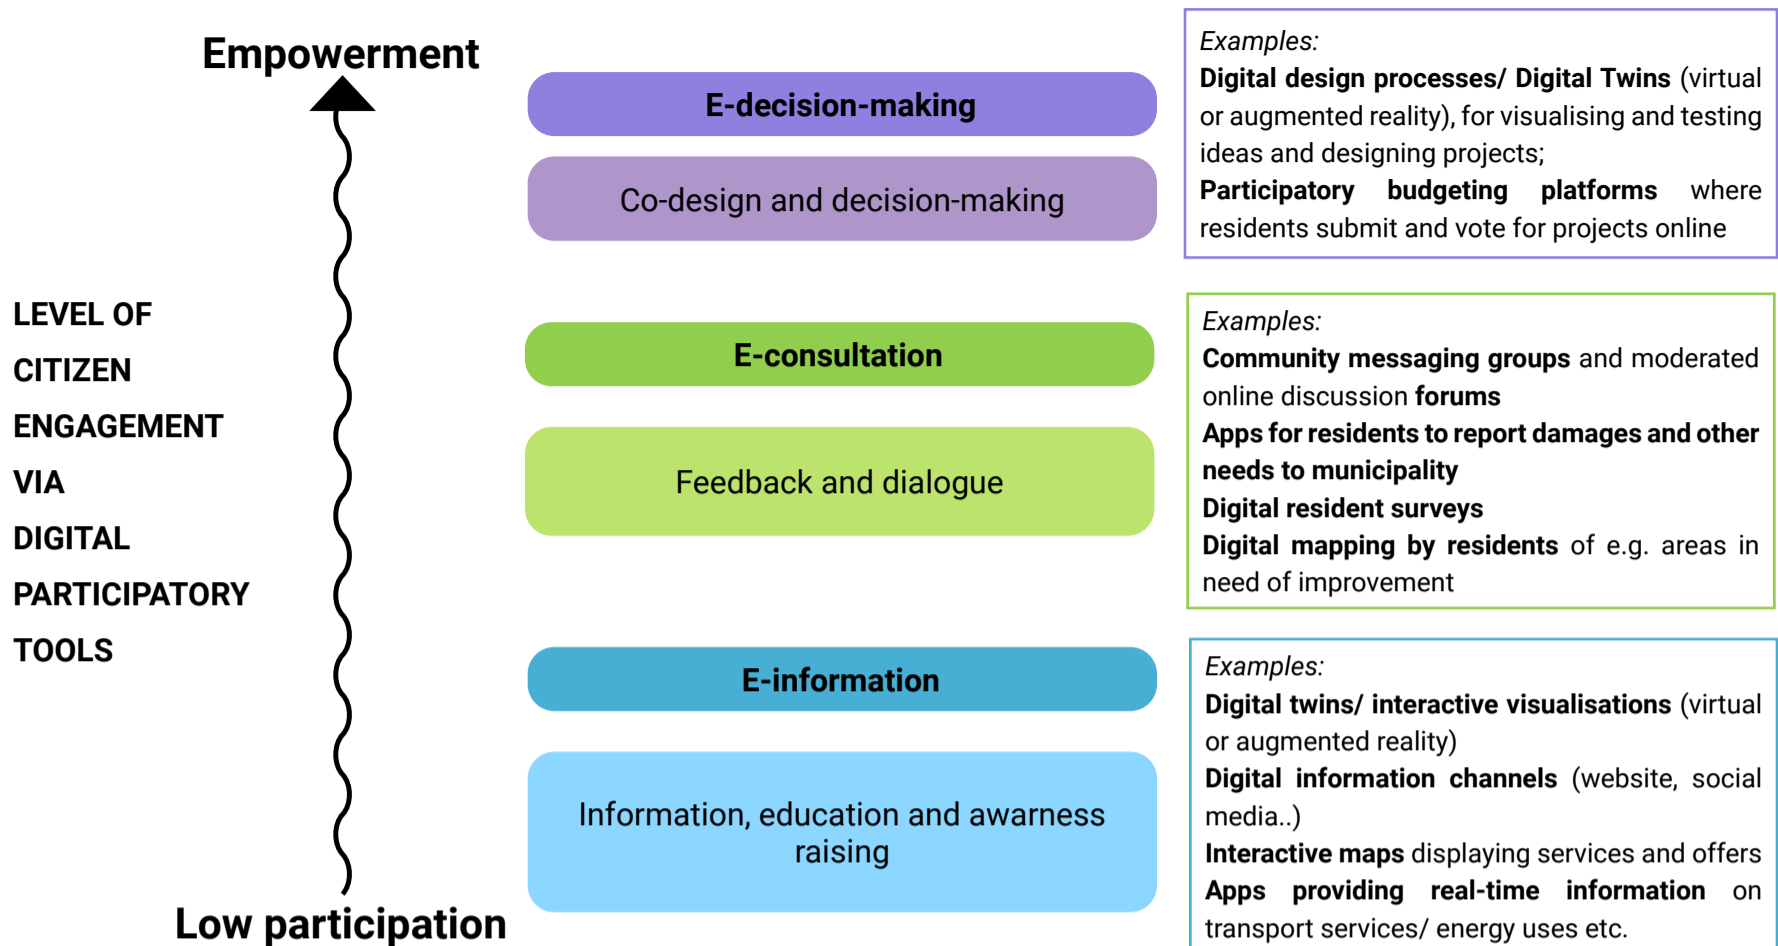 Empowerment
LEVEL OF
CITIZEN
ENGAGEMENT
VIA
DIGITAL
PARTICIPATORY
TOOLS
Low participation
E-decision-making
Co-design and decision-making
Examples:
Digital design processes/ Digital Twins (virtual
or augmented reality), for visualising and testing
ideas and designing projects;
Participatory budgeting platforms where
residents submit and vote for projects online
E-consultation
Feedback and dialogue
Examples:
Community messaging groups and moderated
online discussion forums
Apps for residents to report damages and other
needs to municipality
Digital resident surveys
Digital mapping by residents of e.g. areas in
need of improvement
E-information
Information, education and awarness
raising
Examples:
Digital twins/ interactive visualisations (virtual
or augmented reality)
Digital information channels (website, social
media..)
Interactive maps displaying services and offers
Apps providing real-time information on
transport services/ energy uses etc.